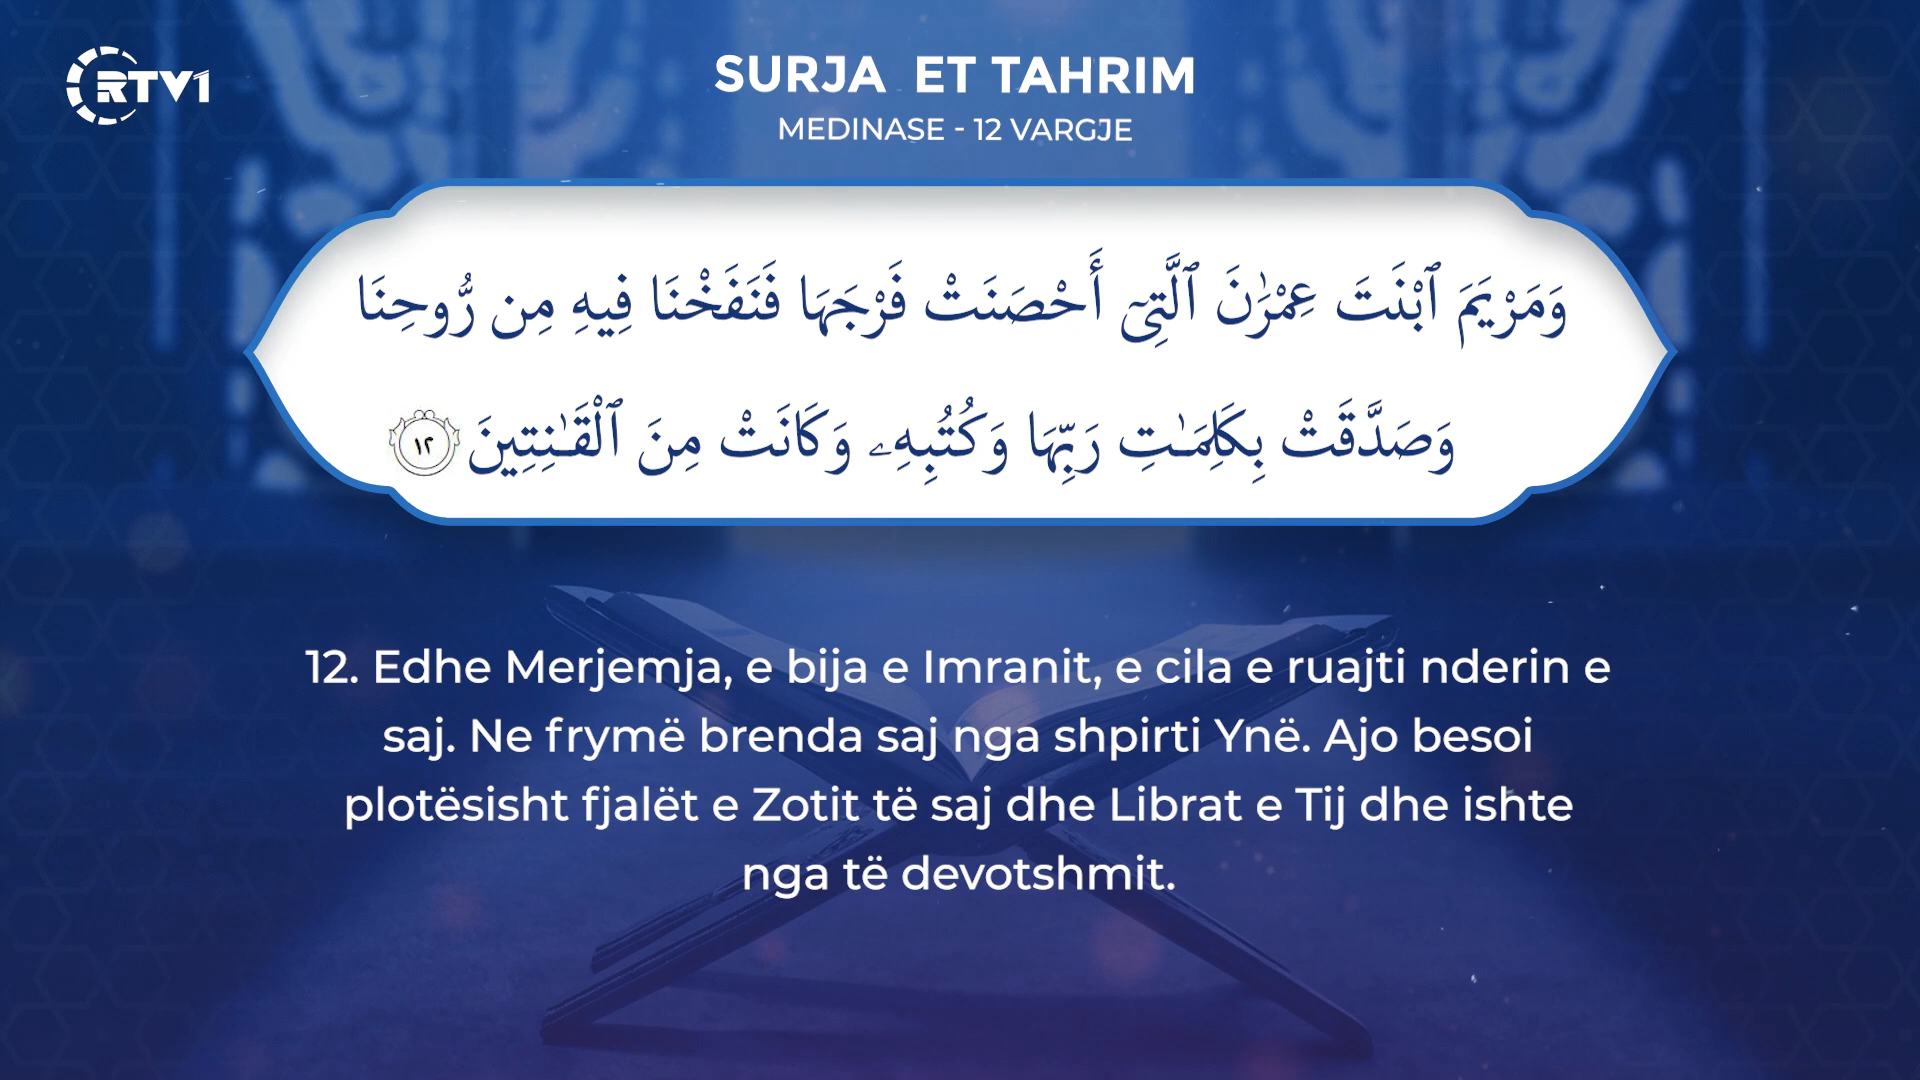 RTV1
SURJA ET TAHRIM
MEDINASE - 12 VARGJE
وَمَرْيَمَ ٱبْنَتَ عِمْرَٰنَ ٱلَّتِىٓ أَحْصَنَتْ فَرْجَهَا فَنَفَخْنَا فِيهِ مِن رُّوحِنَا
وَصَدَّقَتْ بِكَلِمَـٰتِ رَبِّهَا وَكُتُبِهِۦ وَكَانَتْ مِنَ ٱلْقَـٰنِتِينَ ١٢
12. Edhe Merjemja, e bija e Imranit, e cila e ruajti nderin e
saj. Ne frymë brenda saj nga shpirti Ynë. Ajo besoi
plotësisht fjalët e Zotit të saj dhe Librat e Tij dhe ishte
nga të devotshmit.